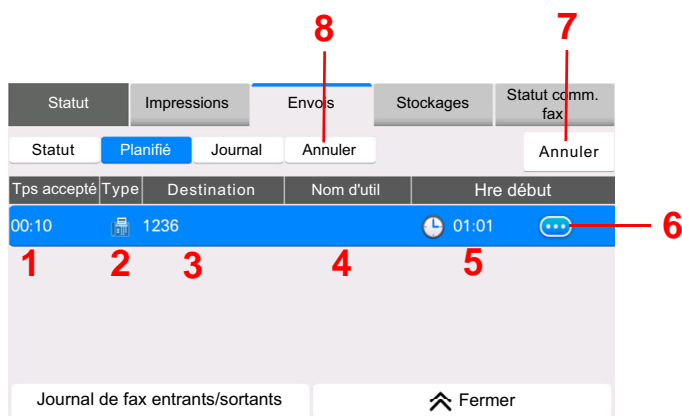 8 7
Statut Impressions Envois Stockages Statut comm. fax
Statut Planifié Journal Annuler Annuler
Tps accepté Type Destination Nom d'util Hre début
00:10 1236 01:01 6
1 2 3 4 5
Journal de fax entrants/sortants Fermer